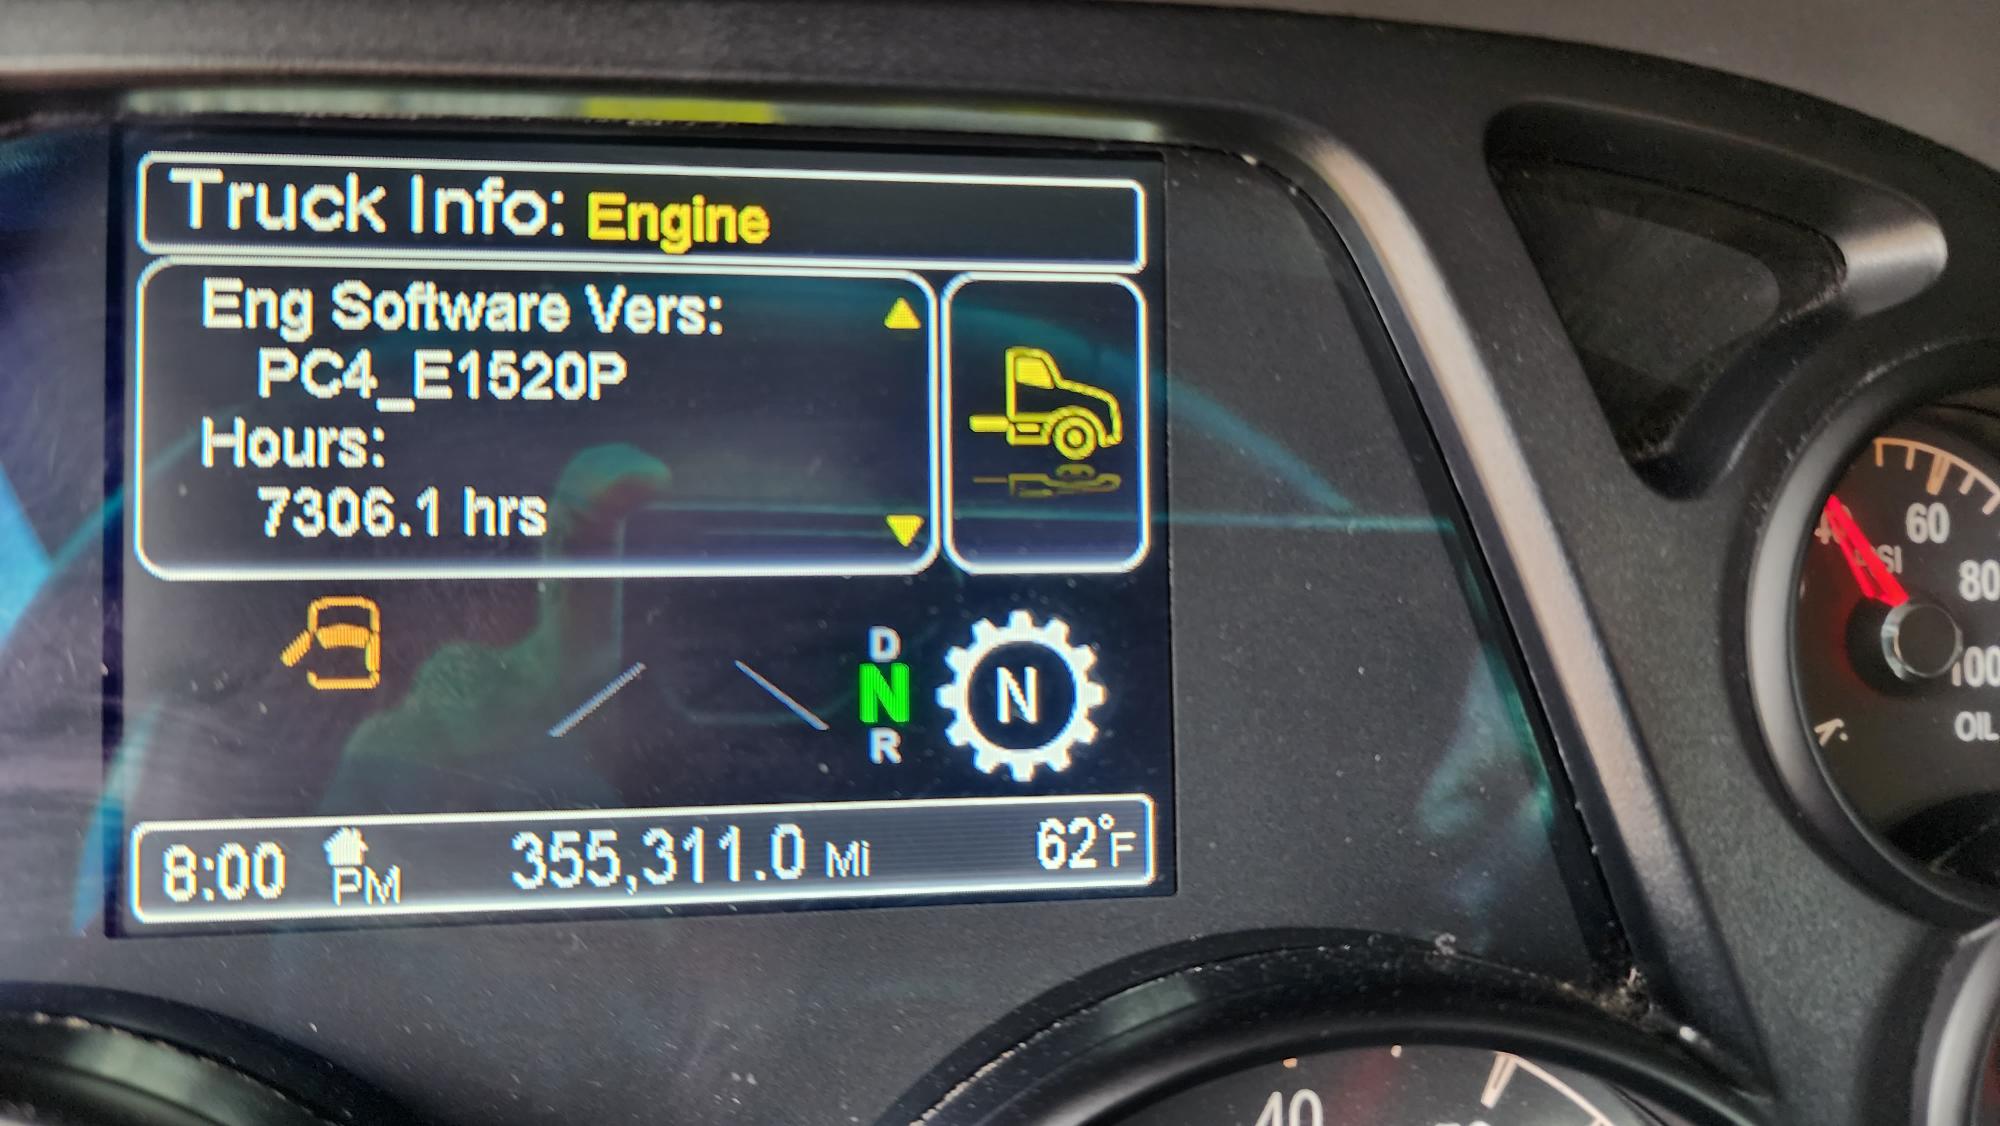 Truck Info: Engine
Eng Software Vers:
PC4_E1520P
Hours:
7306.1 hrs
D
N
R
N
8:00 PM 355,311.0 Mi 62°F
60
80
100
OIL
40